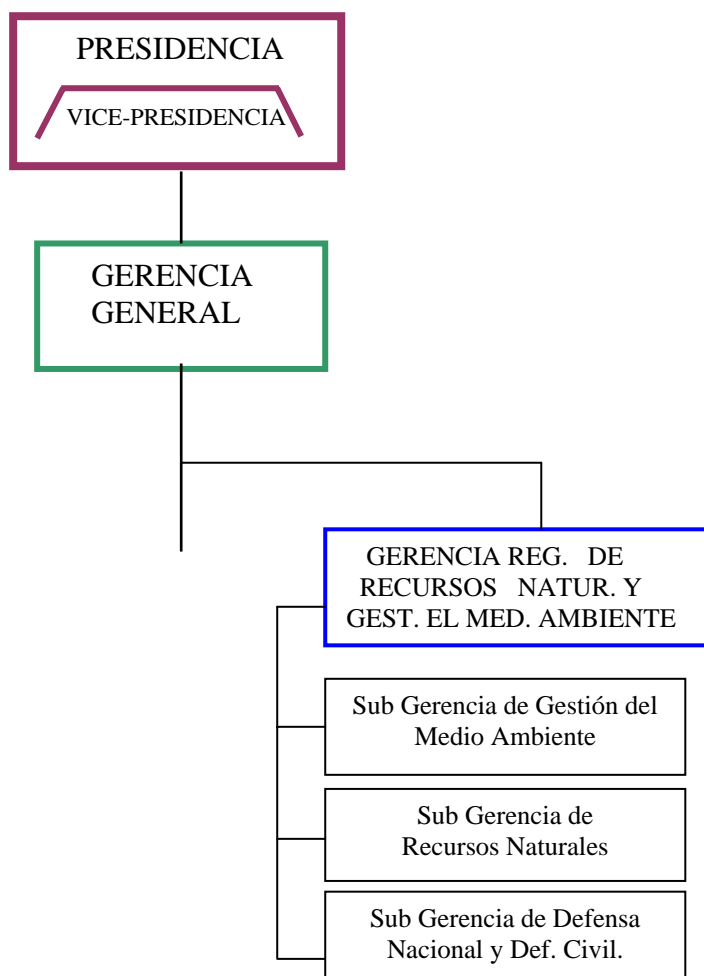 PRESIDENCIA
VICE-PRESIDENCIA
GERENCIA
GENERAL
GERENCIA REG. DE
RECURSOS NATUR. Y
GEST. EL MED. AMBIENTE
Sub Gerencia de Gestión del
Medio Ambiente
Sub Gerencia de
Recursos Naturales
Sub Gerencia de Defensa
Nacional y Def. Civil.